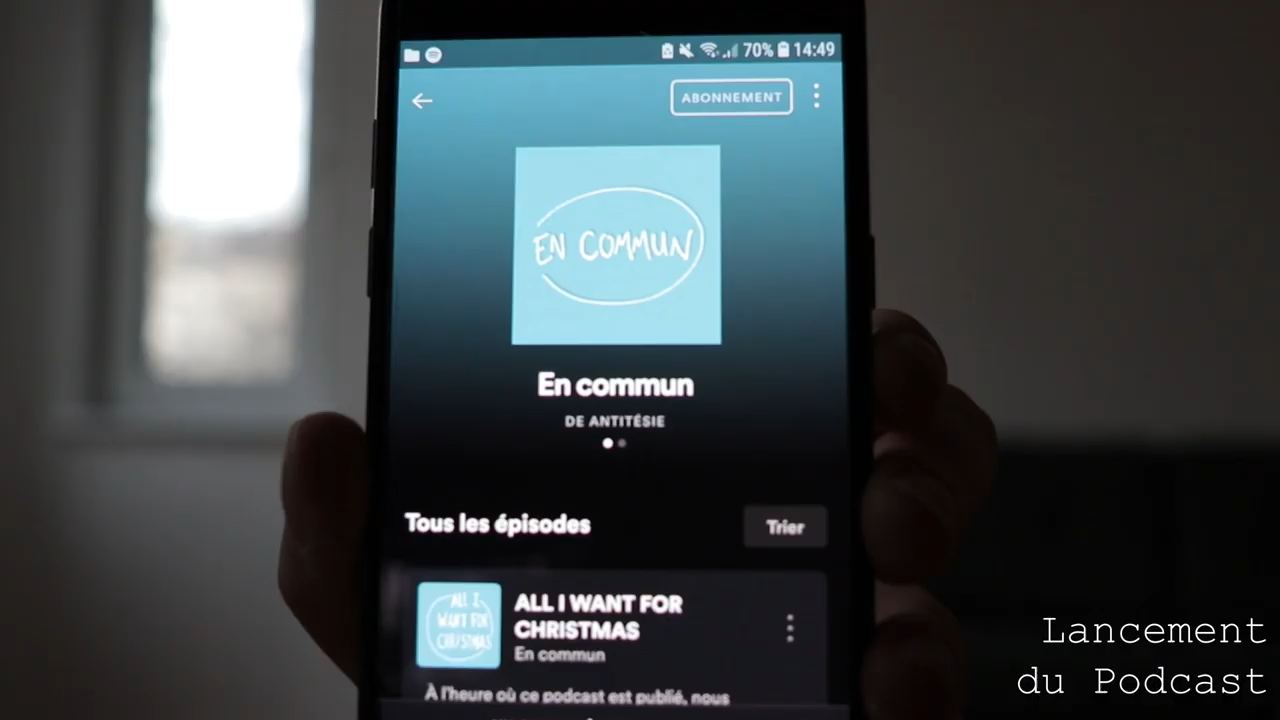 70% 14:49
ABONNEMENT
EN COMMUN
En commun
DE ANTITÉSIE
Tous les épisodes
Trier
ALL I
WANT FOR
CHRISTMAS
ALL I WANT FOR
CHRISTMAS
En commun
À l'heure où ce podcast est publié, nous
Lancement
du Podcast